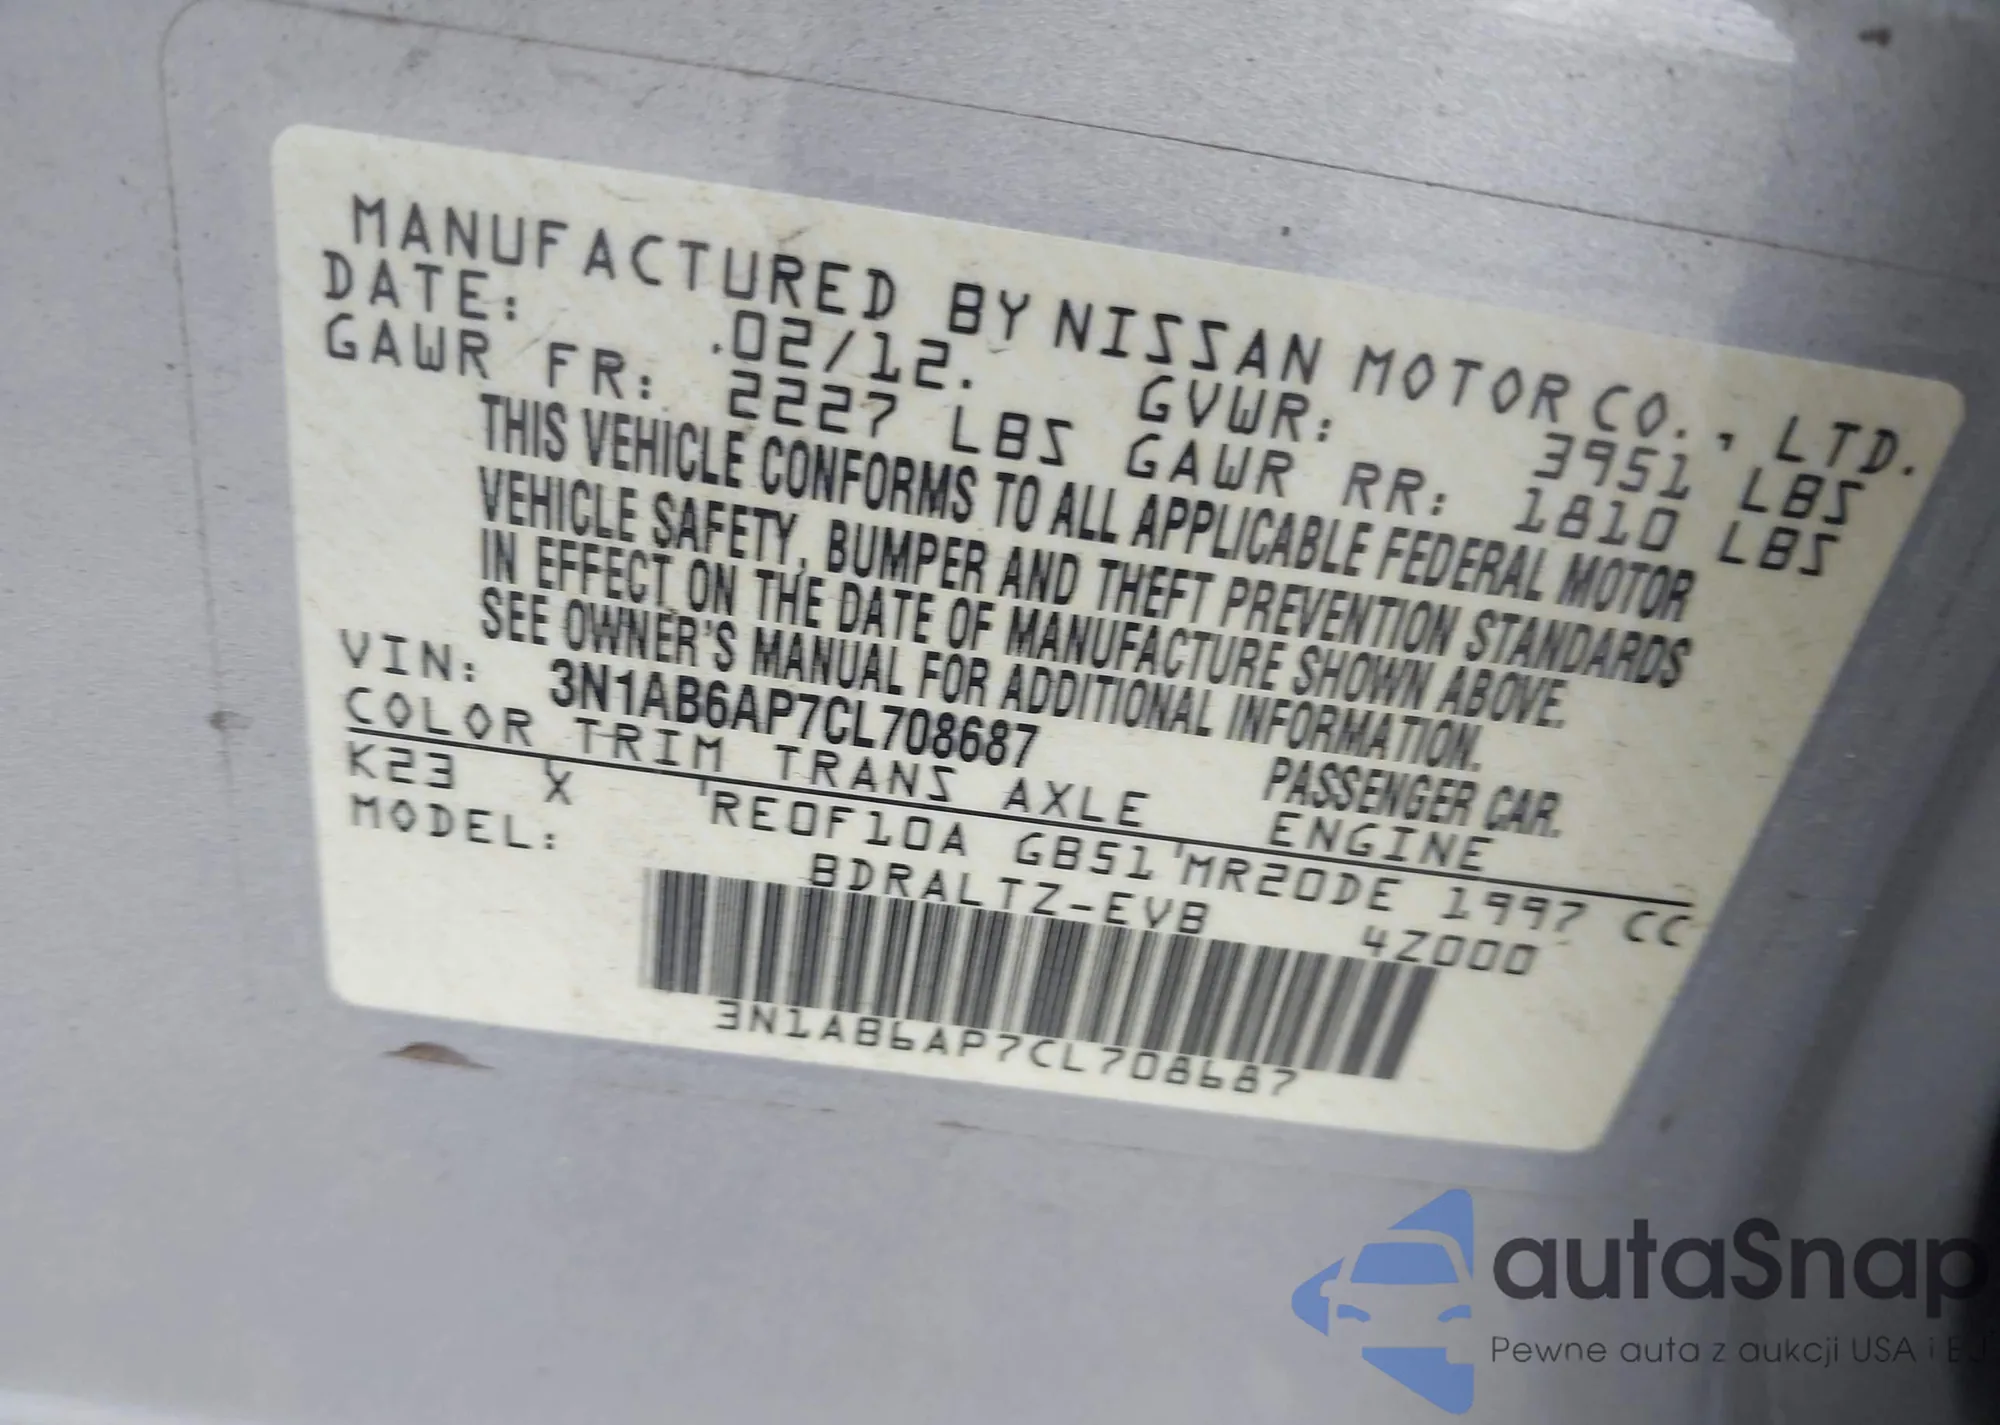 MANUFACTURED BY NISSAN MOTOR CO., LTD.
DATE: 02/12. GVWR: 3951 LBS
GAWR FR: 2227 LBS GAWR RR: 1810 LBS
THIS VEHICLE CONFORMS TO ALL APPLICABLE FEDERAL MOTOR
VEHICLE SAFETY, BUMPER AND THEFT PREVENTION STANDARDS
IN EFFECT ON THE DATE OF MANUFACTURE SHOWN ABOVE.
SEE OWNER'S MANUAL FOR ADDITIONAL INFORMATION.
VIN: 3N1AB6AP7CL708687 PASSENGER CAR.
COLOR TRIM TRANS AXLE ENGINE
K23 X RE0F10A GB51 MR20DE 1997 CC
MODEL: BDRALTZ-EVB 4Z000
3N1AB6AP7CL708687
autaSnap
Pewne auta z aukcji USA i EU